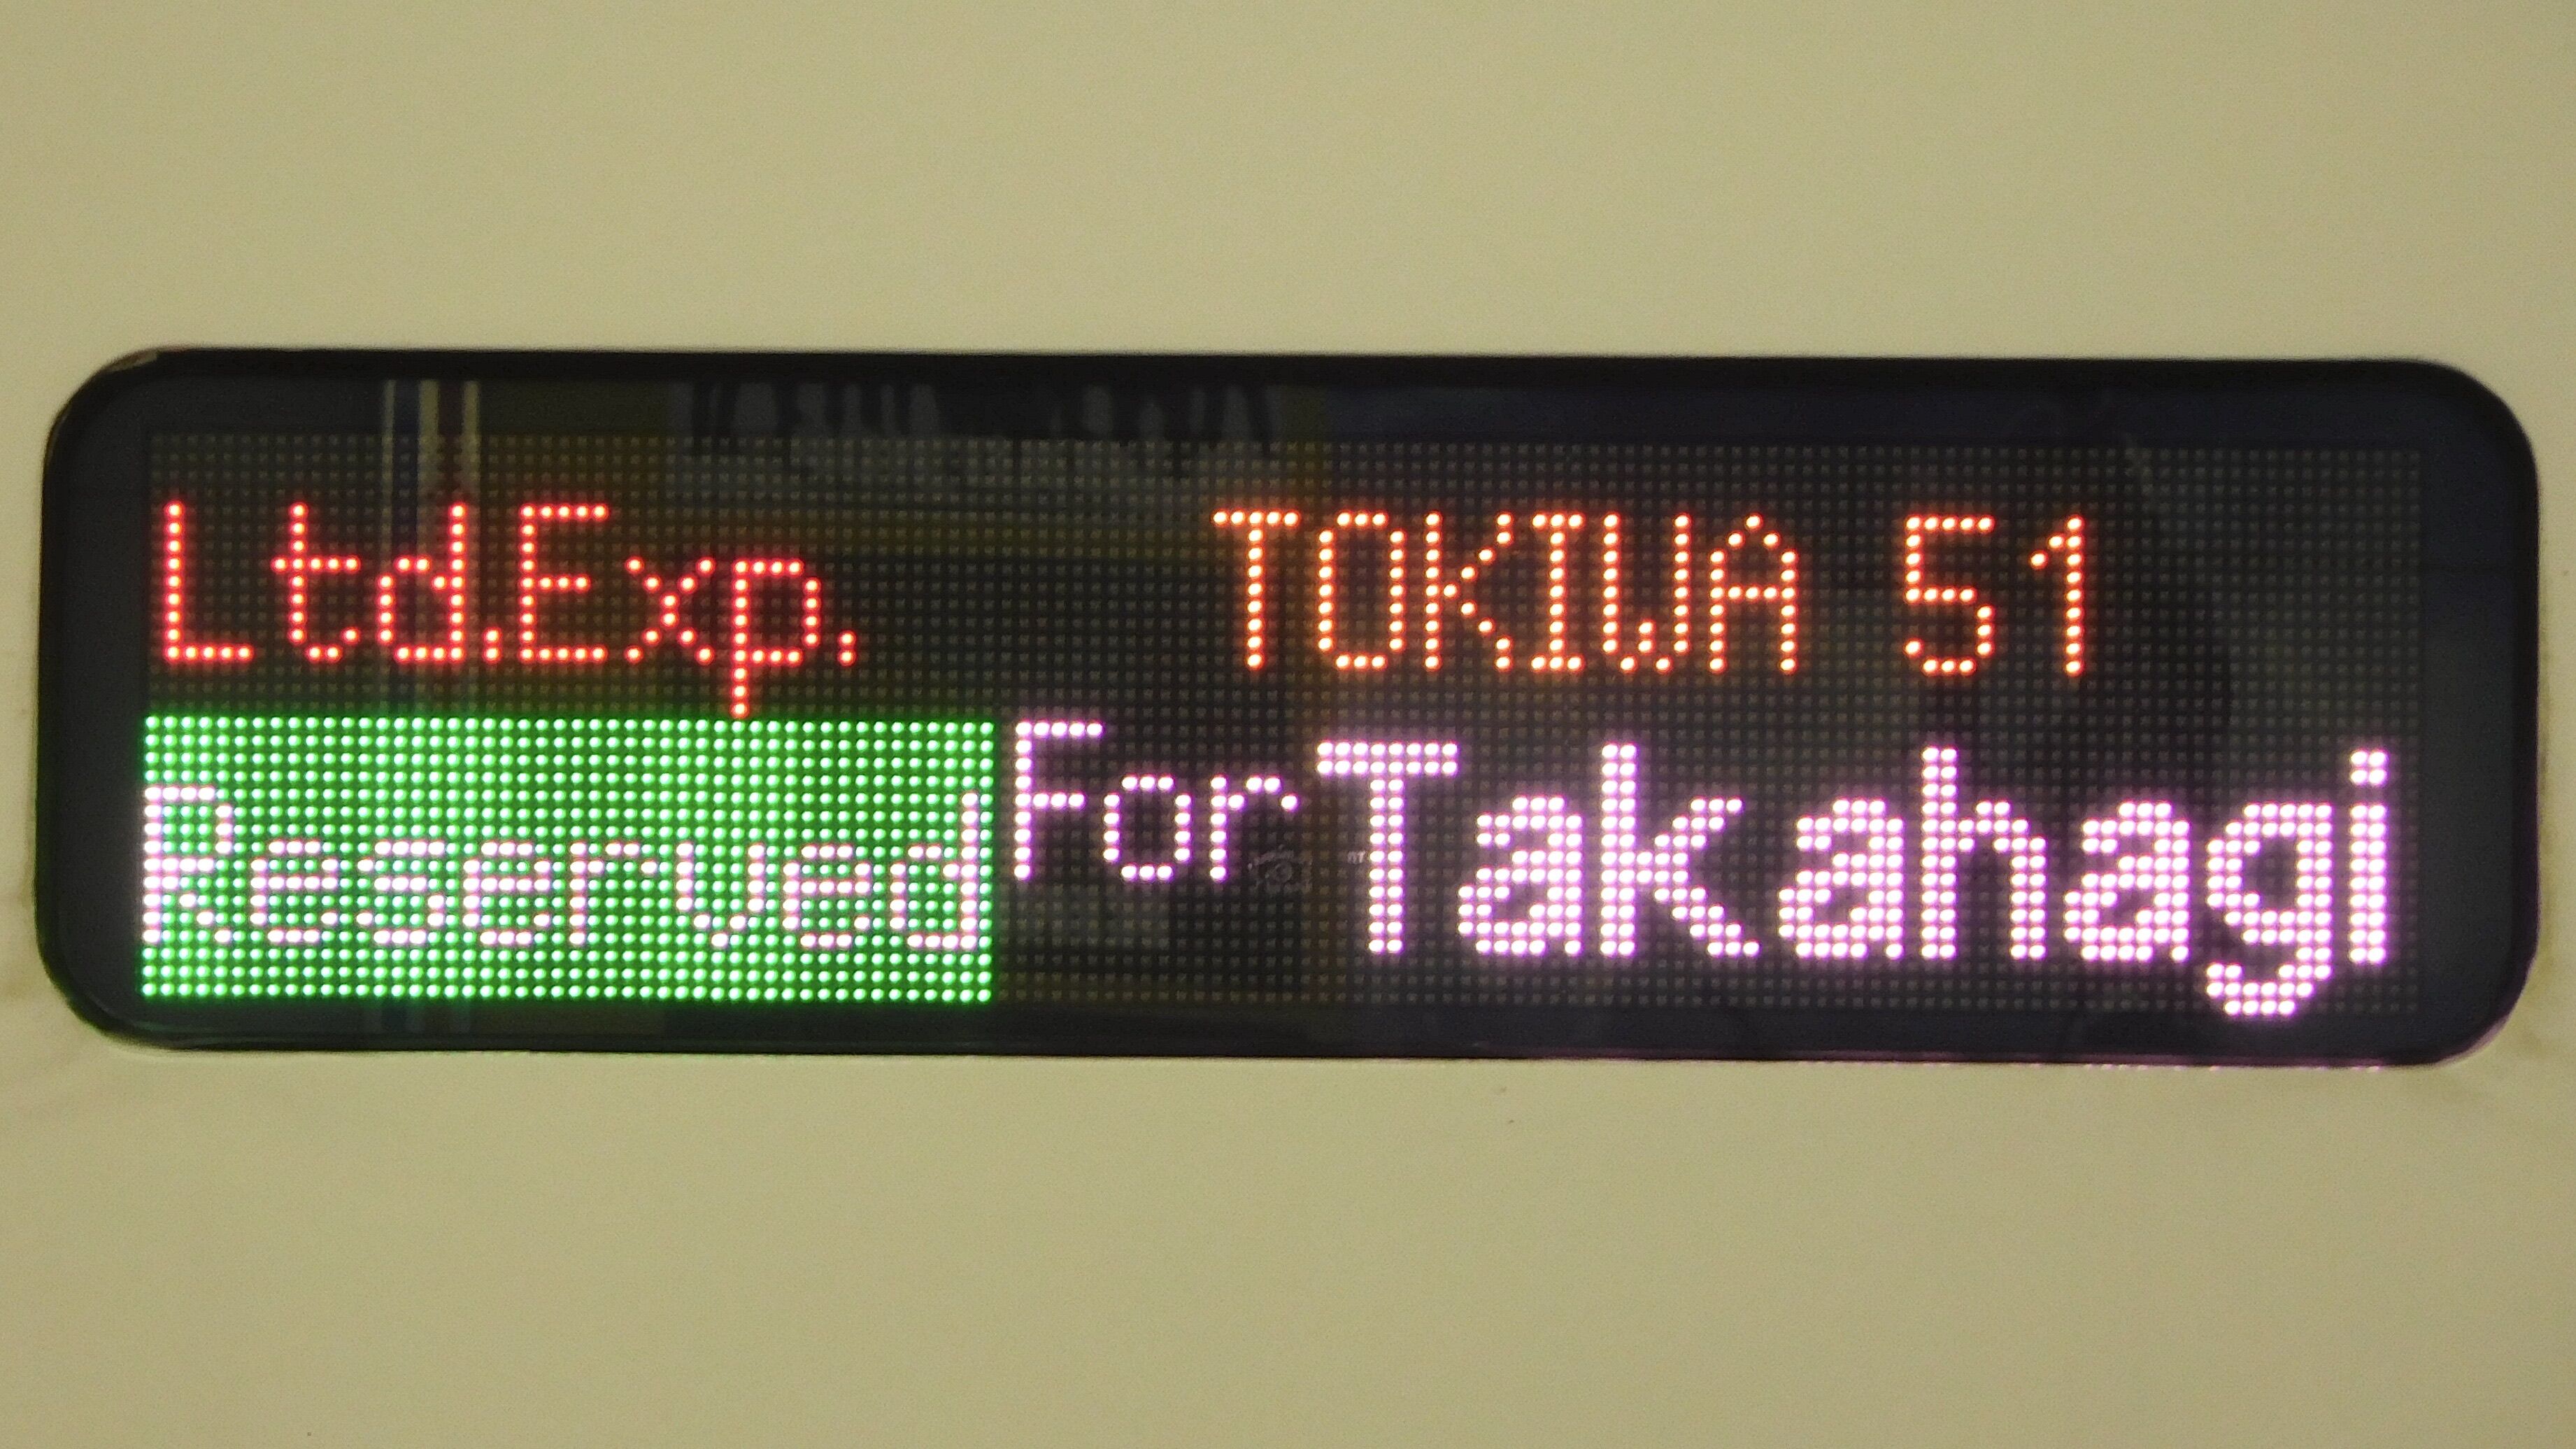 Ltd.Exp. TOKIWA 51
Reserved For Takahagi